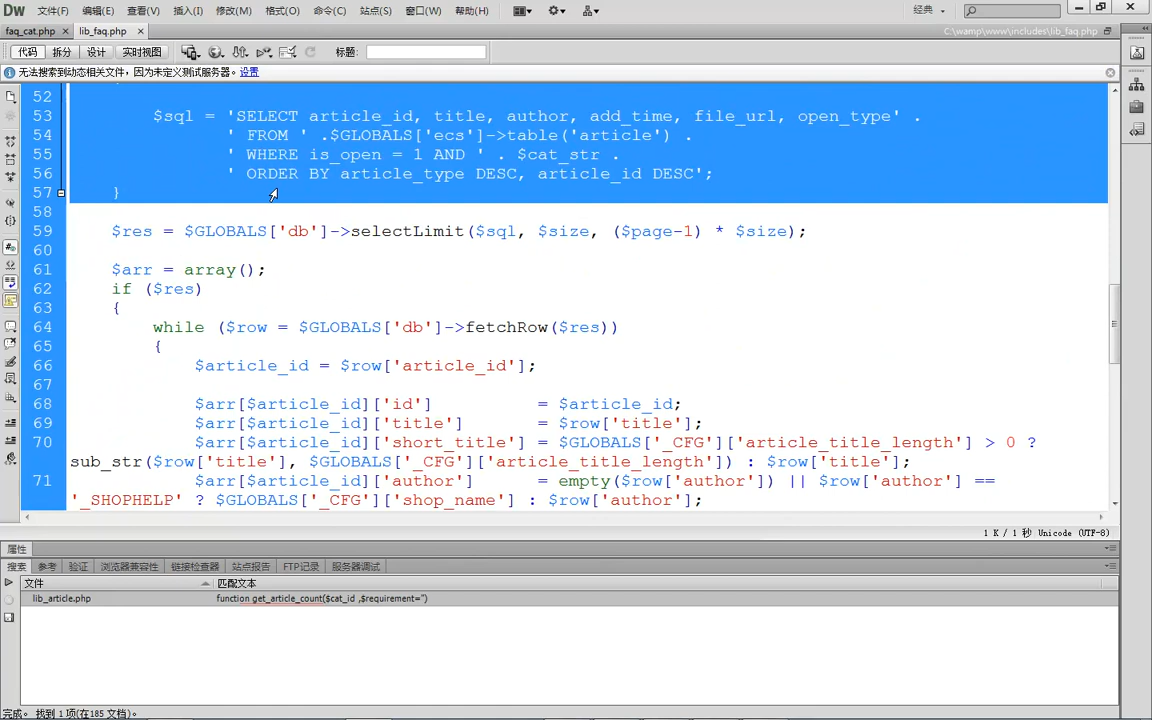 Dw 文件(F) 编辑(E) 查看(V) 插入(I) 修改(M) 格式(O) 命令(C) 站点(S) 窗口(W) 帮助(H) 经典
faq_cat.php × lib_faq.php × C:\wamp\www\includes\lib_faq.php
代码 拆分 设计 实时视图 标题:
无法搜索到动态相关文件，因为未定义测试服务器。 设置
52
53 $sql = 'SELECT article_id, title, author, add_time, file_url, open_type' .
54 ' FROM ' .$GLOBALS['ecs']->table('article') .
55 ' WHERE is_open = 1 AND ' . $cat_str .
56 ' ORDER BY article_type DESC, article_id DESC';
57 }
58
59 $res = $GLOBALS['db']->selectLimit($sql, $size, ($page-1) * $size);
60
61 $arr = array();
62 if ($res)
63 {
64 while ($row = $GLOBALS['db']->fetchRow($res))
65 {
66 $article_id = $row['article_id'];
67
68 $arr[$article_id]['id'] = $article_id;
69 $arr[$article_id]['title'] = $row['title'];
70 $arr[$article_id]['short_title'] = $GLOBALS['_CFG']['article_title_length'] > 0 ?
sub_str($row['title'], $GLOBALS['_CFG']['article_title_length']) : $row['title'];
71 $arr[$article_id]['author'] = empty($row['author']) || $row['author'] ==
'_SHOPHELP' ? $GLOBALS['_CFG']['shop_name'] : $row['author'];
1 K / 1 秒 Unicode (UTF-8)
属性
搜索 参考 验证 浏览器兼容性 链接检查器 站点报告 FTP记录 服务器调试
文件 匹配文本
lib_article.php function get_article_count($cat_id ,$requirement='')
完成。 找到 1 项(在185 文档)。